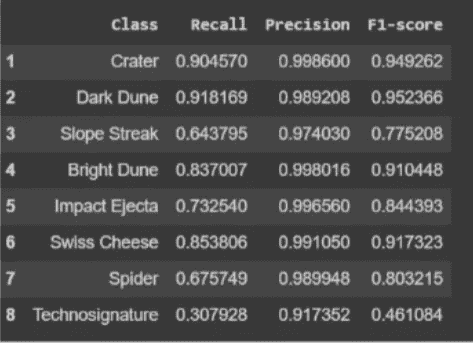 Class Recall Precision F1-score
1 Crater 0.904570 0.998600 0.949262
2 Dark Dune 0.918169 0.989208 0.952366
3 Slope Streak 0.643795 0.974030 0.775208
4 Bright Dune 0.837007 0.998016 0.910448
5 Impact Ejecta 0.732540 0.996560 0.844393
6 Swiss Cheese 0.853806 0.991050 0.917323
7 Spider 0.675749 0.989948 0.803215
8 Technosignature 0.307928 0.917352 0.461084